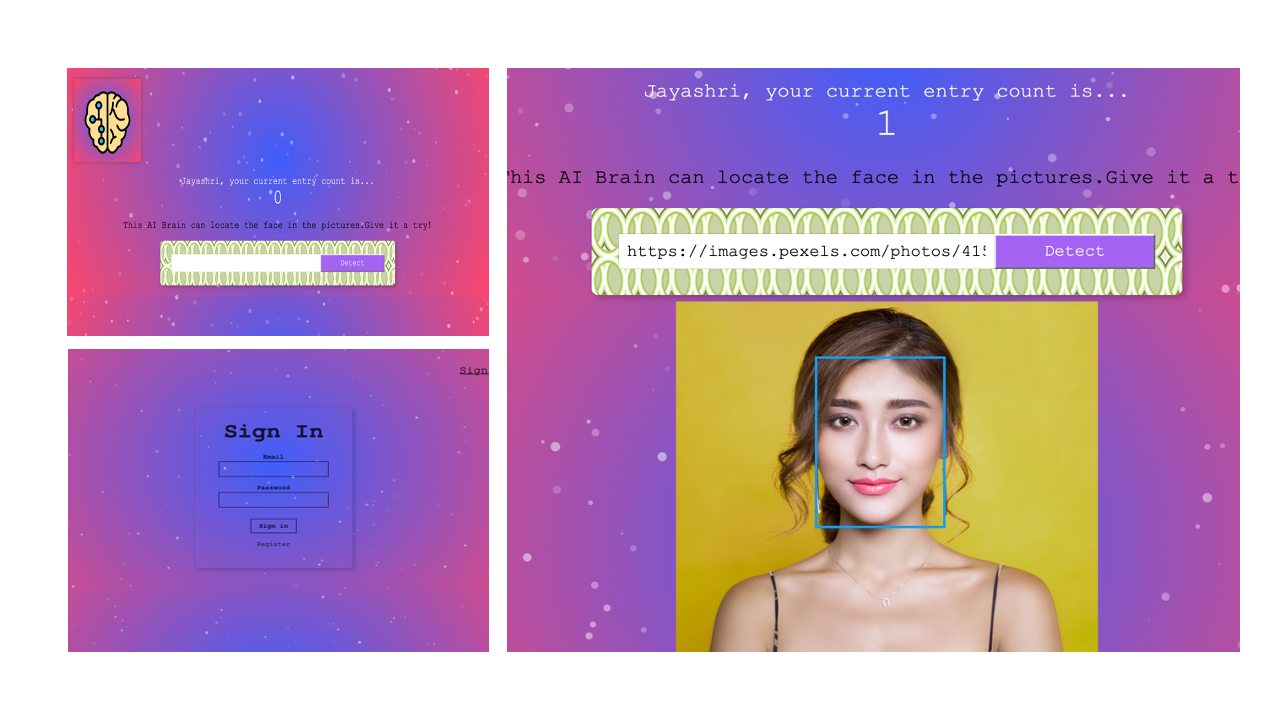 Jayashri, your current entry count is...
0
This AI Brain can locate the face in the pictures.Give it a try!
Detect
Sign
Sign In
Email
Password
Sign in
Register
Jayashri, your current entry count is...
1
This AI Brain can locate the face in the pictures.Give it a t
https://images.pexels.com/photos/415
Detect